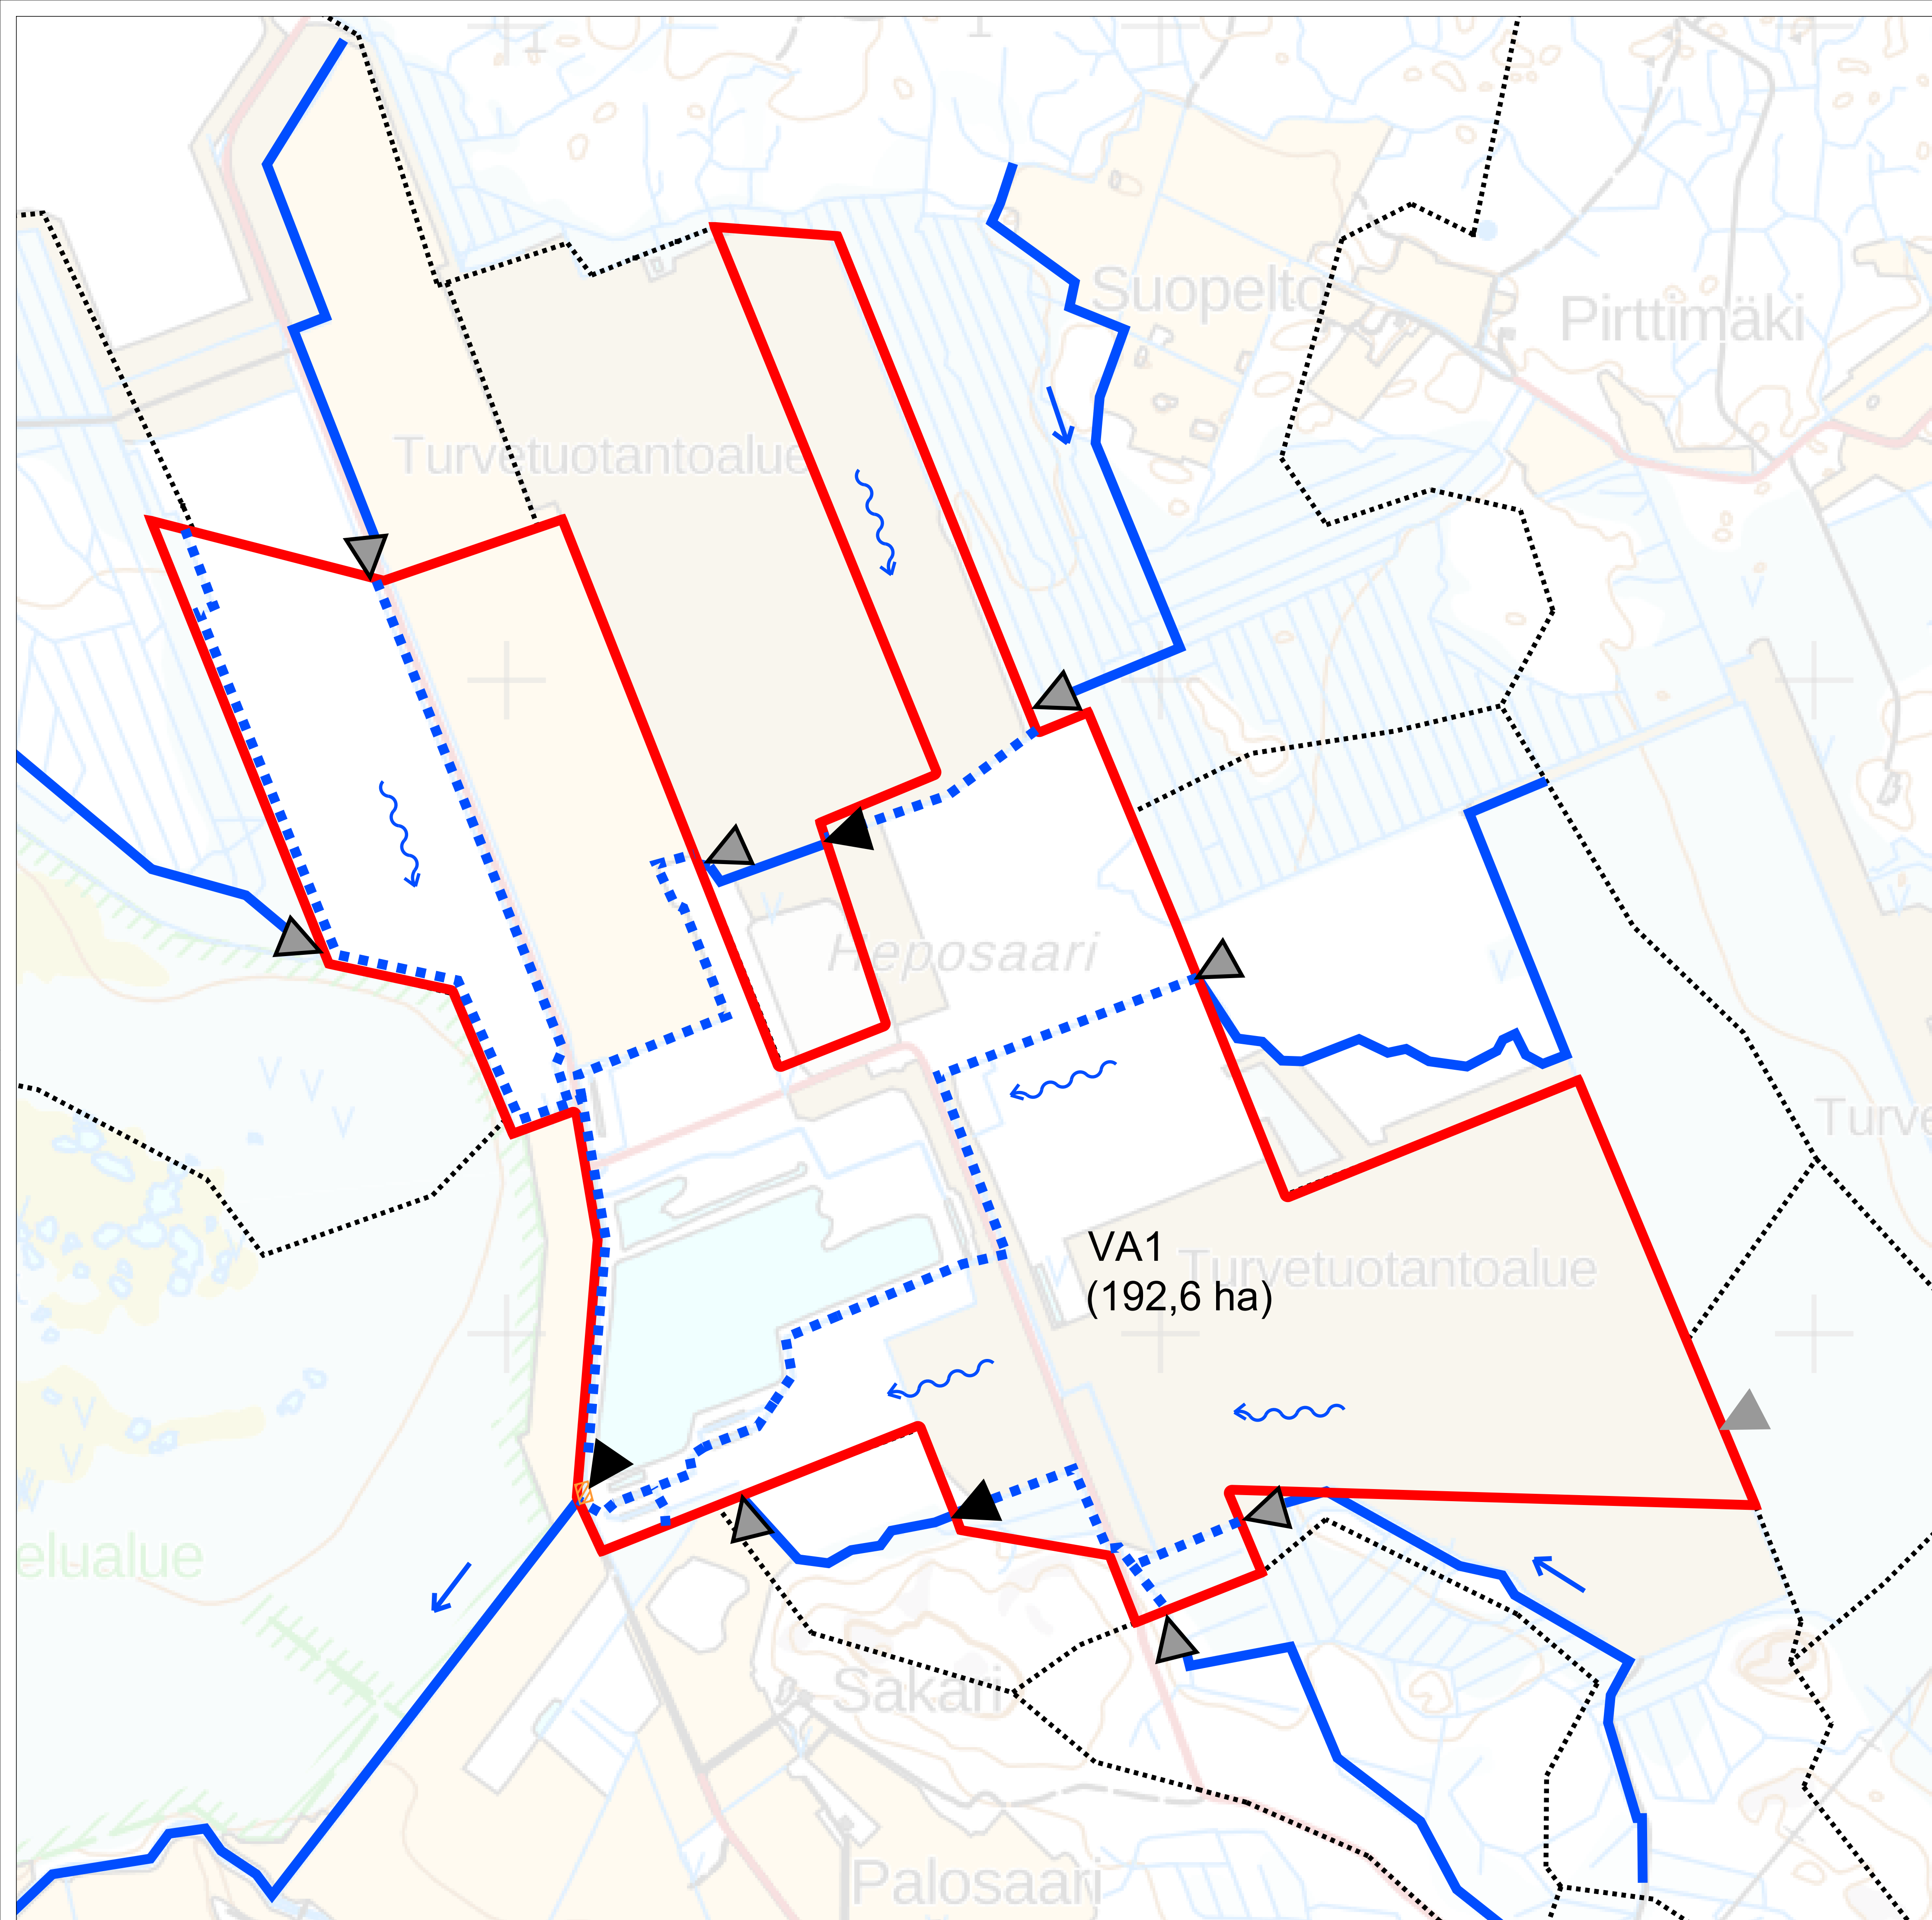 Suopelto
Pirttimäki
Turvetuotantoalue
Heposaari
Turve
VA1
Turvetuotantoalue
(192,6 ha)
elualue
Sakari
Palosaari